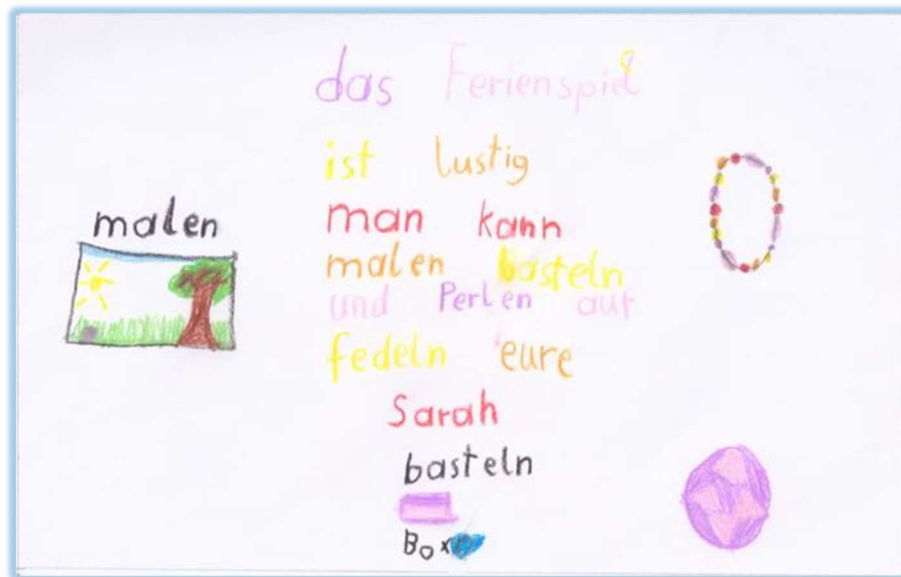 das Ferienspiel
ist lustig
man kann
malen
malen basteln
und Perlen auf
fedeln eure
Sarah
basteln
Box